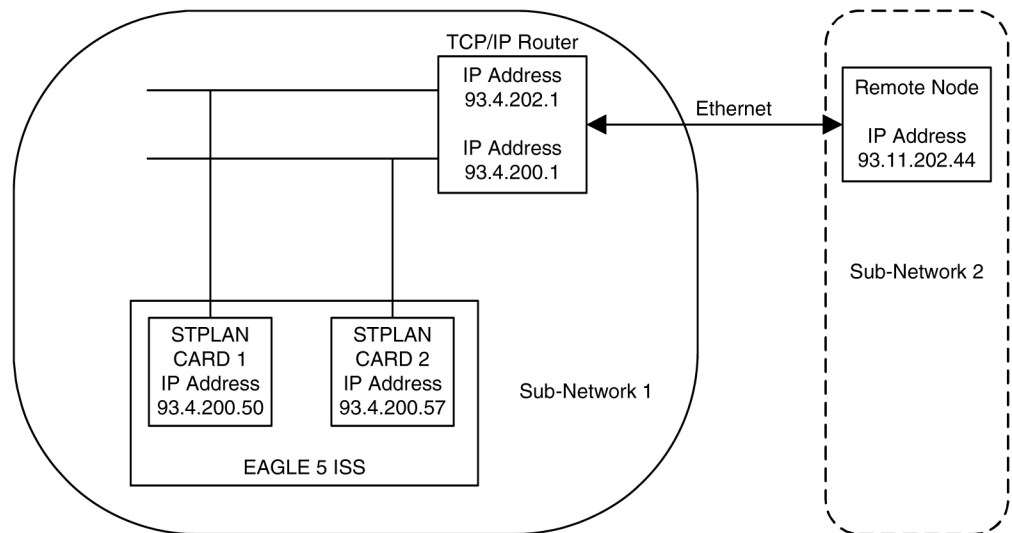 TCP/IP Router
IP Address
93.4.202.1
IP Address
93.4.200.1
Ethernet
Remote Node
IP Address
93.11.202.44
Sub-Network 2
STPLAN
CARD 1
IP Address
93.4.200.50
STPLAN
CARD 2
IP Address
93.4.200.57
Sub-Network 1
EAGLE 5 ISS